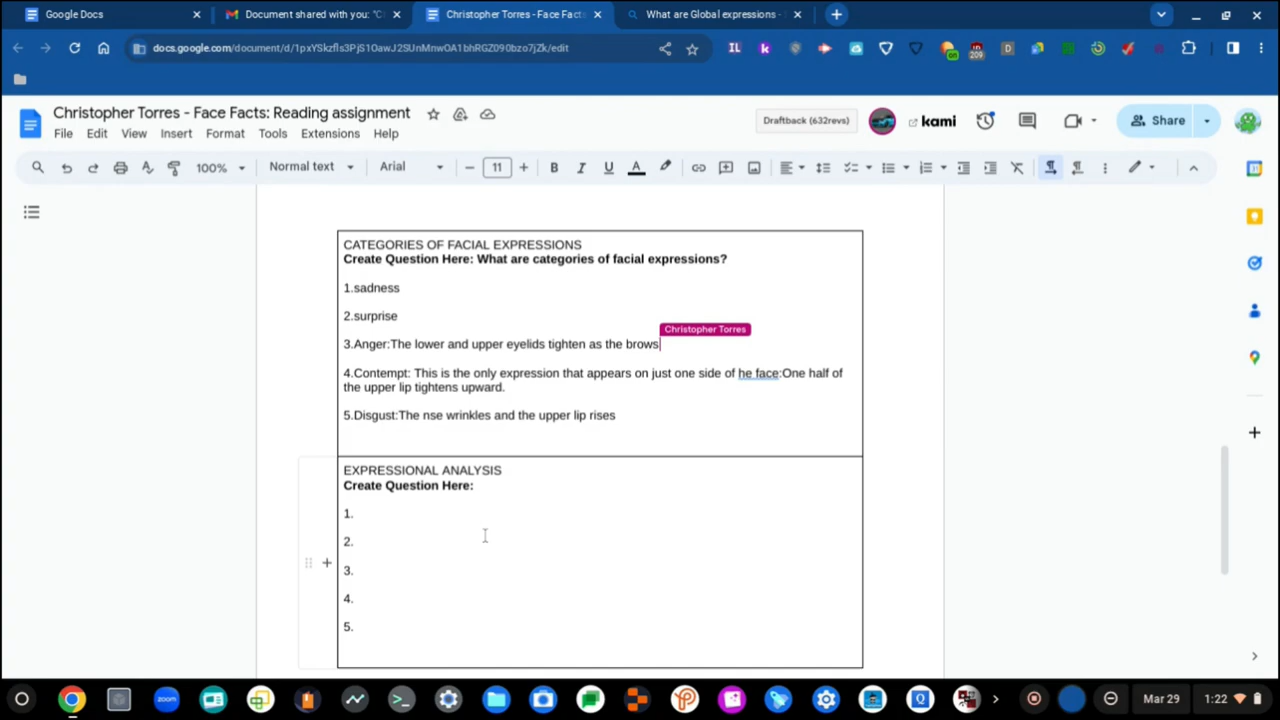 Google Docs
Document shared with you: "C
Christopher Torres - Face Facts
What are Global expressions -
docs.google.com/document/d/1pxYSkzfls3PjS1OawJ2SUnMnwOA1bhRGZ090bzo7jZk/edit
Christopher Torres - Face Facts: Reading assignment
File Edit View Insert Format Tools Extensions Help
Draftback (632revs)
kami
Share
100%
Normal text
Arial
11
CATEGORIES OF FACIAL EXPRESSIONS
Create Question Here: What are categories of facial expressions?
1.sadness
2.surprise
Christopher Torres
3.Anger:The lower and upper eyelids tighten as the brows
4.Contempt: This is the only expression that appears on just one side of he face:One half of
the upper lip tightens upward.
5.Disgust:The nse wrinkles and the upper lip rises
EXPRESSIONAL ANALYSIS
Create Question Here:
1.
2.
3.
4.
5.
zoom
Mar 29
1:22